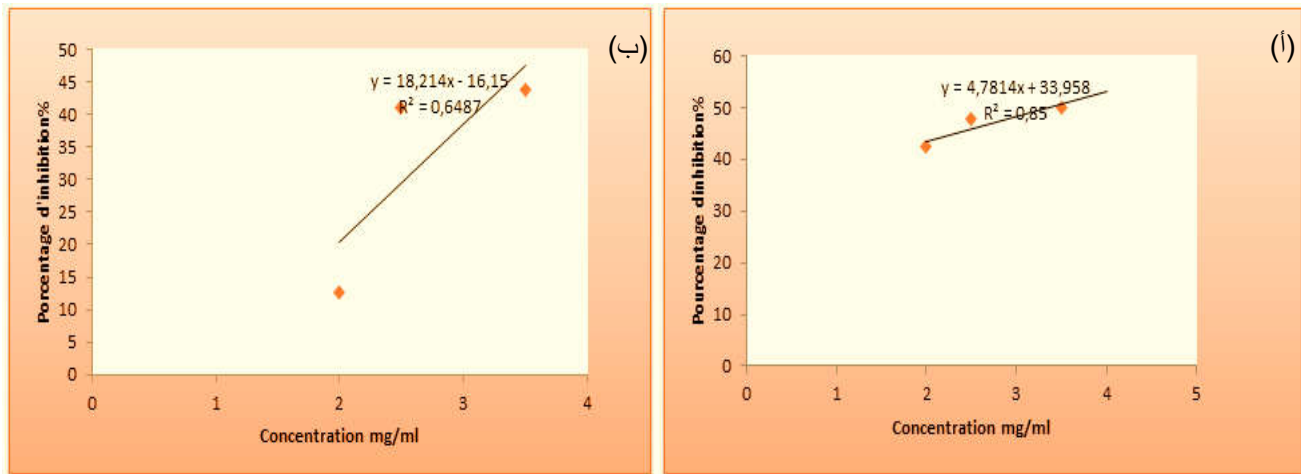 (ب)
Porcentage d'inhibition%
50
45
40
35
30
25
20
15
10
5
0
y = 18,214x - 16,15
R² = 0,6487
0 1 2 3 4
Concentration mg/ml
(أ)
Pourcentage dinhibition%
60
50
40
30
20
10
0
y = 4,7814x + 33,958
R² = 0,85
0 1 2 3 4 5
Concentration mg/ml